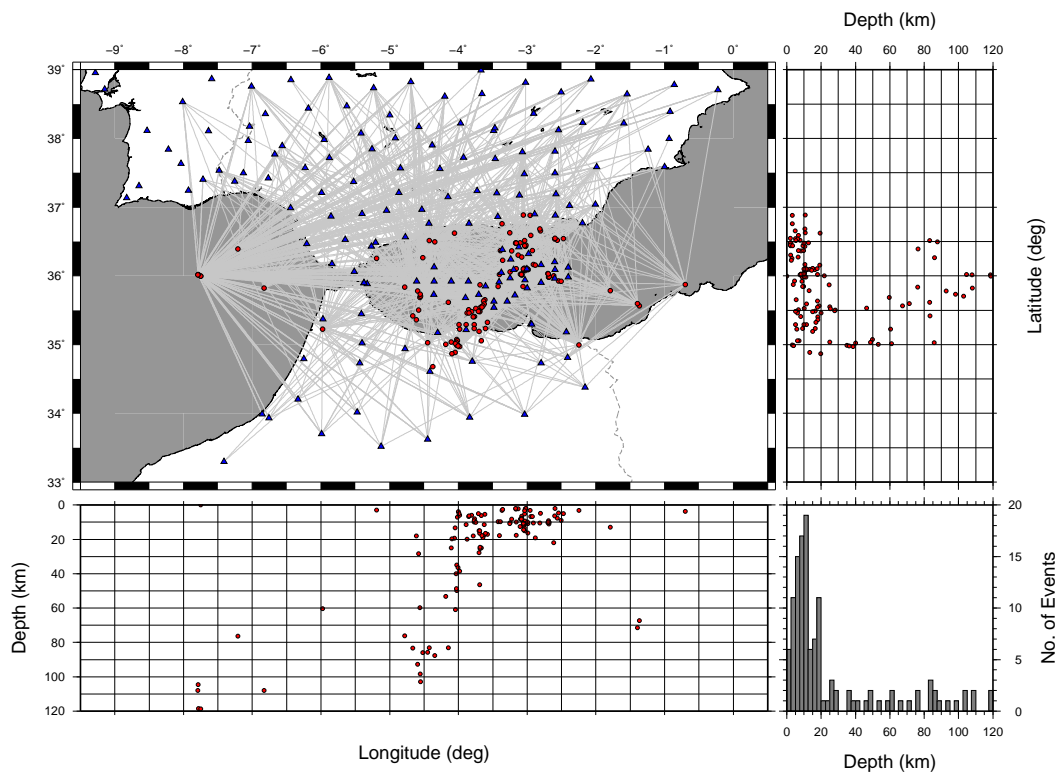 Depth (km)
−9° −8° −7° −6° −5° −4° −3° −2° −1° 0° 0 20 40 60 80 100 120
39°
38°
37°
36°
35°
34°
33°
Latitude (deg)
0
20
40
60
80
100
120
Depth (km)
Longitude (deg)
20
15
10
5
0
No. of Events
0 20 40 60 80 100 120
Depth (km)